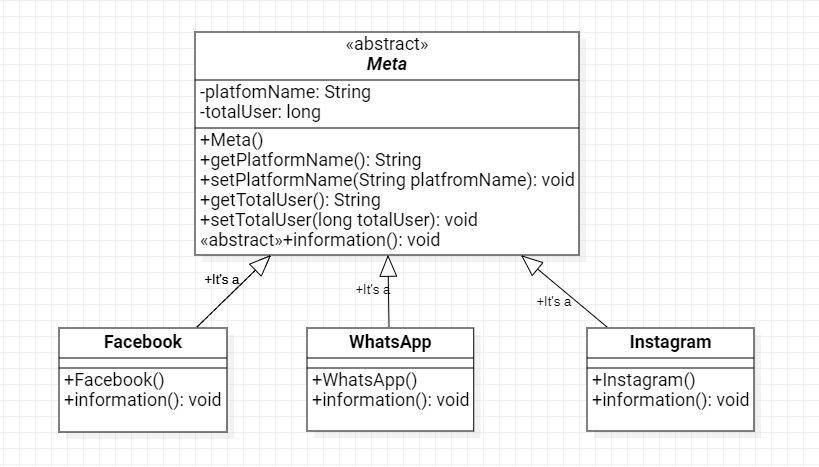 «abstract»
Meta
-platfomName: String
-totalUser: long
+Meta()
+getPlatformName(): String
+setPlatformName(String platfromName): void
+getTotalUser(): String
+setTotalUser(long totalUser): void
«abstract»+information(): void
+It's a
+It's a
+It's a
Facebook
+Facebook()
+information(): void
WhatsApp
+WhatsApp()
+information(): void
Instagram
+Instagram()
+information(): void